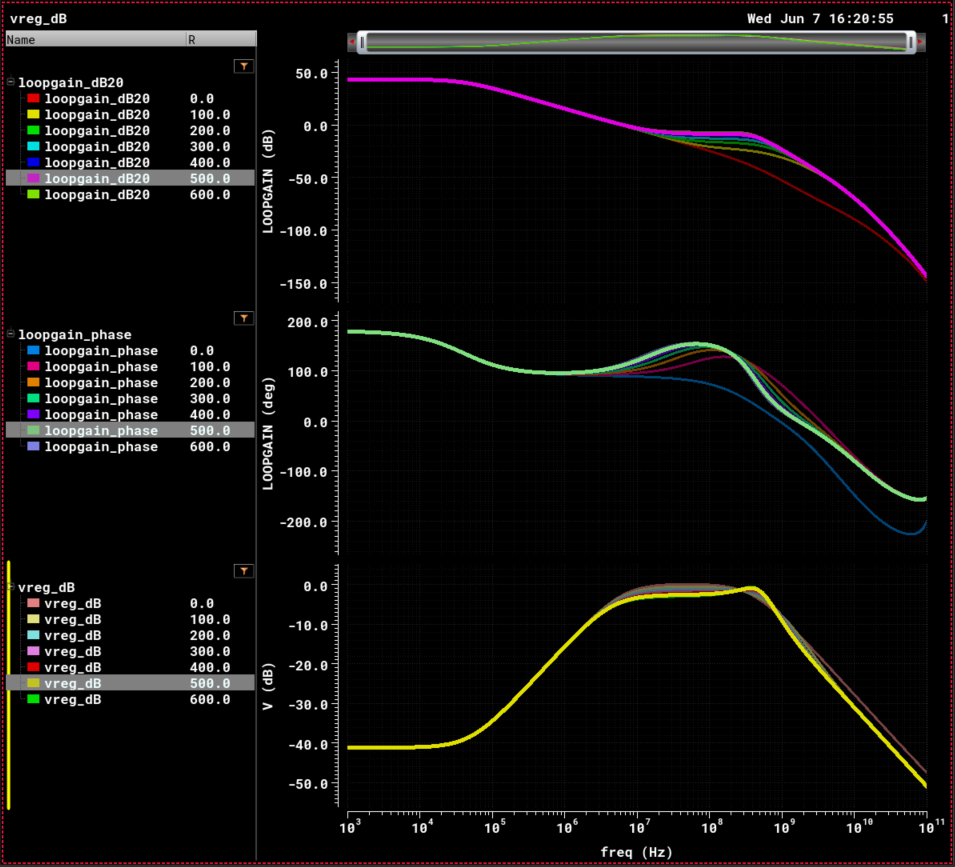 vreg_dB Wed Jun 7 16:20:55 1
Name R
loopgain_dB20
loopgain_dB20 0.0
loopgain_dB20 100.0
loopgain_dB20 200.0
loopgain_dB20 300.0
loopgain_dB20 400.0
loopgain_dB20 500.0
loopgain_dB20 600.0
LOOPGAIN (dB)
50.0
0.0
-50.0
-100.0
-150.0
loopgain_phase
loopgain_phase 0.0
loopgain_phase 100.0
loopgain_phase 200.0
loopgain_phase 300.0
loopgain_phase 400.0
loopgain_phase 500.0
loopgain_phase 600.0
LOOPGAIN (deg)
200.0
100.0
0.0
-100.0
-200.0
vreg_dB
vreg_dB 0.0
vreg_dB 100.0
vreg_dB 200.0
vreg_dB 300.0
vreg_dB 400.0
vreg_dB 500.0
vreg_dB 600.0
V (dB)
0.0
-10.0
-20.0
-30.0
-40.0
-50.0
10³ 10⁴ 10⁵ 10⁶ 10⁷ 10⁸ 10⁹ 10¹⁰ 10¹¹
freq (Hz)